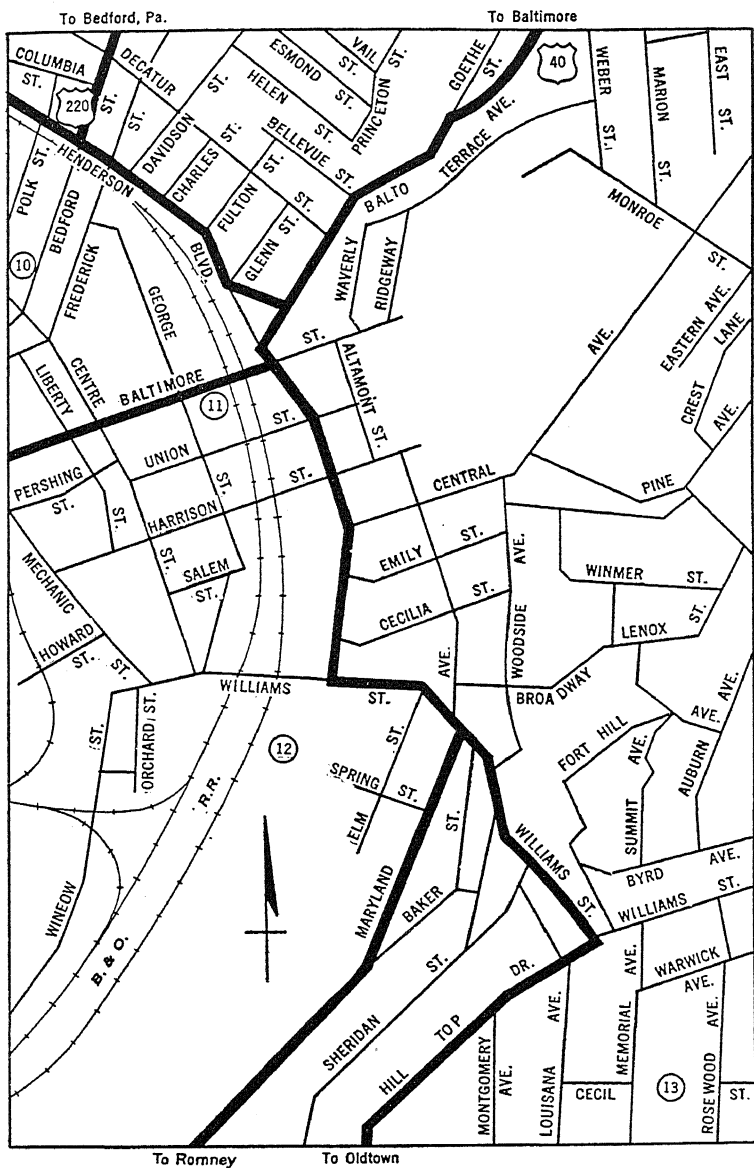 To Bedford, Pa.
To Baltimore
COLUMBIA
ST.
DECATUR
ST.
220
ST.
ST.
ESMOND
ST.
VAIL
ST.
HELEN
ST.
PRINCETON
ST.
GOETHE
ST.
40
WEBER
ST.
MARION
ST.
EAST
ST.
DAVIDSON
ST.
CHARLES
ST.
BELLEVUE
ST.
FULTON
ST.
GLENN ST.
ST.
HENDERSON
BLVD.
POLK ST.
BEDFORD
FREDERICK
10
GEORGE
BALTO
TERRACE
AVE.
WAVERLY
RIDGEWAY
MONROE
ST.
EASTERN AVE.
CREST
LANE
AVE.
AVE.
LIBERTY
CENTRE
BALTIMORE
ST.
11
ALTAMONT
ST.
UNION
ST.
PERSHING
ST.
ST.
HARRISON
ST.
ST.
CENTRAL
PINE
MECHANIC
ST.
SALEM
ST.
ST.
EMILY
ST.
AVE.
WINMER
ST.
CECILIA
ST.
WOODSIDE
LENOX
ST.
HOWARD
ST.
WILLIAMS
ST.
AVE.
BROADWAY
ST.
ORCHARD ST.
12
ST.
FORT HILL
AVE.
AVE.
AUBURN
AVE.
SPRING
ST.
ELM
R.R.
ST.
WILLIAMS
ST.
SUMMIT
BYRD
AVE.
WILLIAMS
ST.
WINEOW
MARYLAND
BAKER
ST.
B. & O.
DR.
AVE.
WARWICK
AVE.
SHERIDAN
HILL
TOP
AVE.
MEMORIAL
AVE.
MONTGOMERY
AVE.
LOUISANA
CECIL
ST.
13
ROSEWOOD
To Romney
To Oldtown